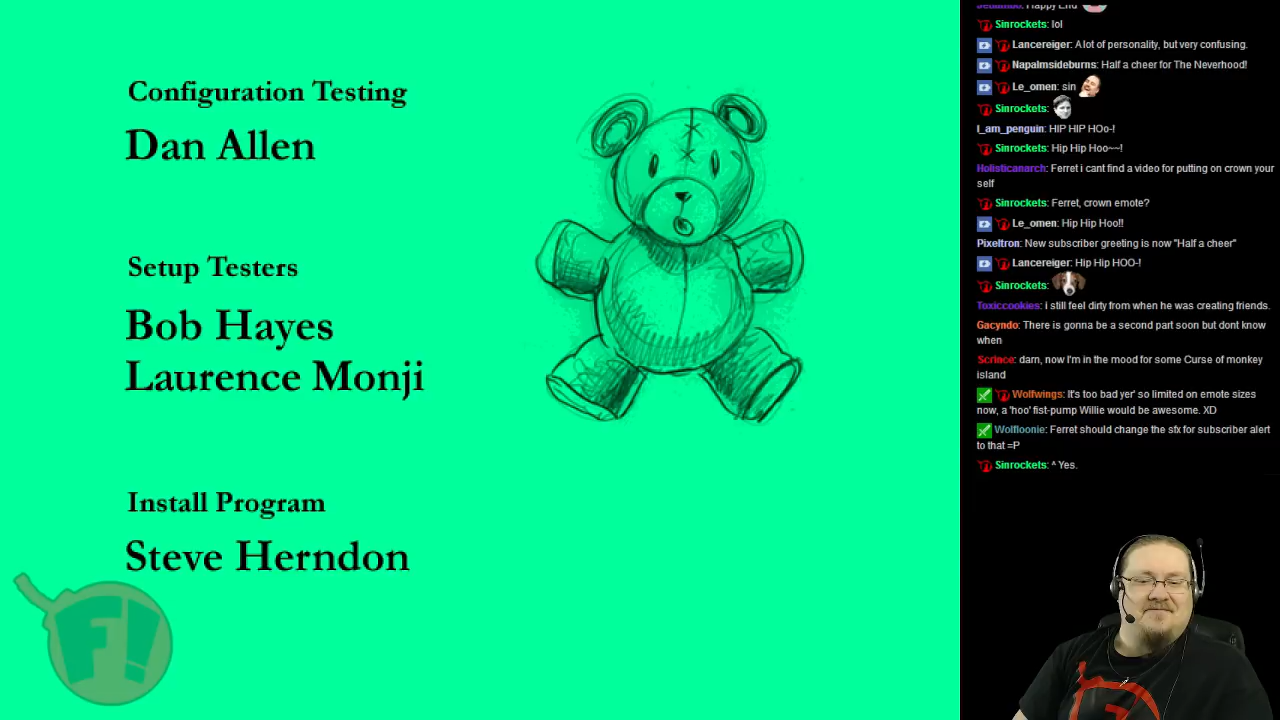 Configuration Testing
Dan Allen
Setup Testers
Bob Hayes
Laurence Monji
Install Program
Steve Herndon
F!
Happy End
Sinrockets: lol
Lancereiger: A lot of personality, but very confusing.
Napalmsideburns: Half a cheer for The Neverhood!
Le_omen: sin
Sinrockets:
I_am_penguin: HIP HIP HOo-!
Sinrockets: Hip Hip Hoo~~!
Holisticanarch: Ferret i cant find a video for putting on crown your
self
Sinrockets: Ferret, crown emote?
Le_omen: Hip Hip Hoo!!
Pixeltron: New subscriber greeting is now "Half a cheer"
Lancereiger: Hip Hip HOO-!
Sinrockets:
Toxiccookies: i still feel dirty from when he was creating friends.
Gacyndo: There is gonna be a second part soon but dont know
when
Scrince: darn, now I'm in the mood for some Curse of monkey
island
Wolfwings: It's too bad yer' so limited on emote sizes
now, a 'hoo' fist-pump Willie would be awesome. XD
Wolfloonie: Ferret should change the sfx for subscriber alert
to that =P
Sinrockets: ^ Yes.